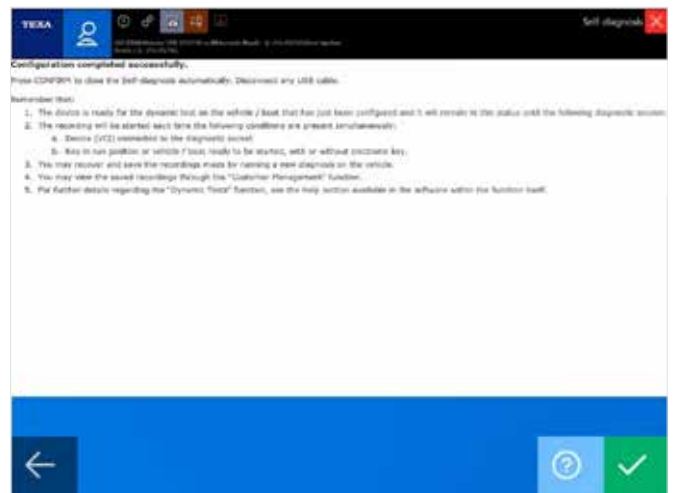 TEXA
Self diagnosis
Configuration completed successfully.
Press CONFIRM to close the Self-diagnosis automatically. Disconnect any USB cable.
Remember that:
1. The device is ready for the dynamic test on the vehicle / boat that has just been configured and it will remain in this status until the following diagnosis session
2. The recording will be started each time the following conditions are present simultaneously:
a. Device (VCI) connected to the diagnostic socket
b. Key in run position or vehicle / boat ready to be started, with or without electronic key.
3. You may recover and save the recordings made by running a new diagnosis on the vehicle.
4. You may view the saved recordings through the "Customer Management" function.
5. For further details regarding the "Dynamic Tests" function, see the Help section available in the software within the function itself.